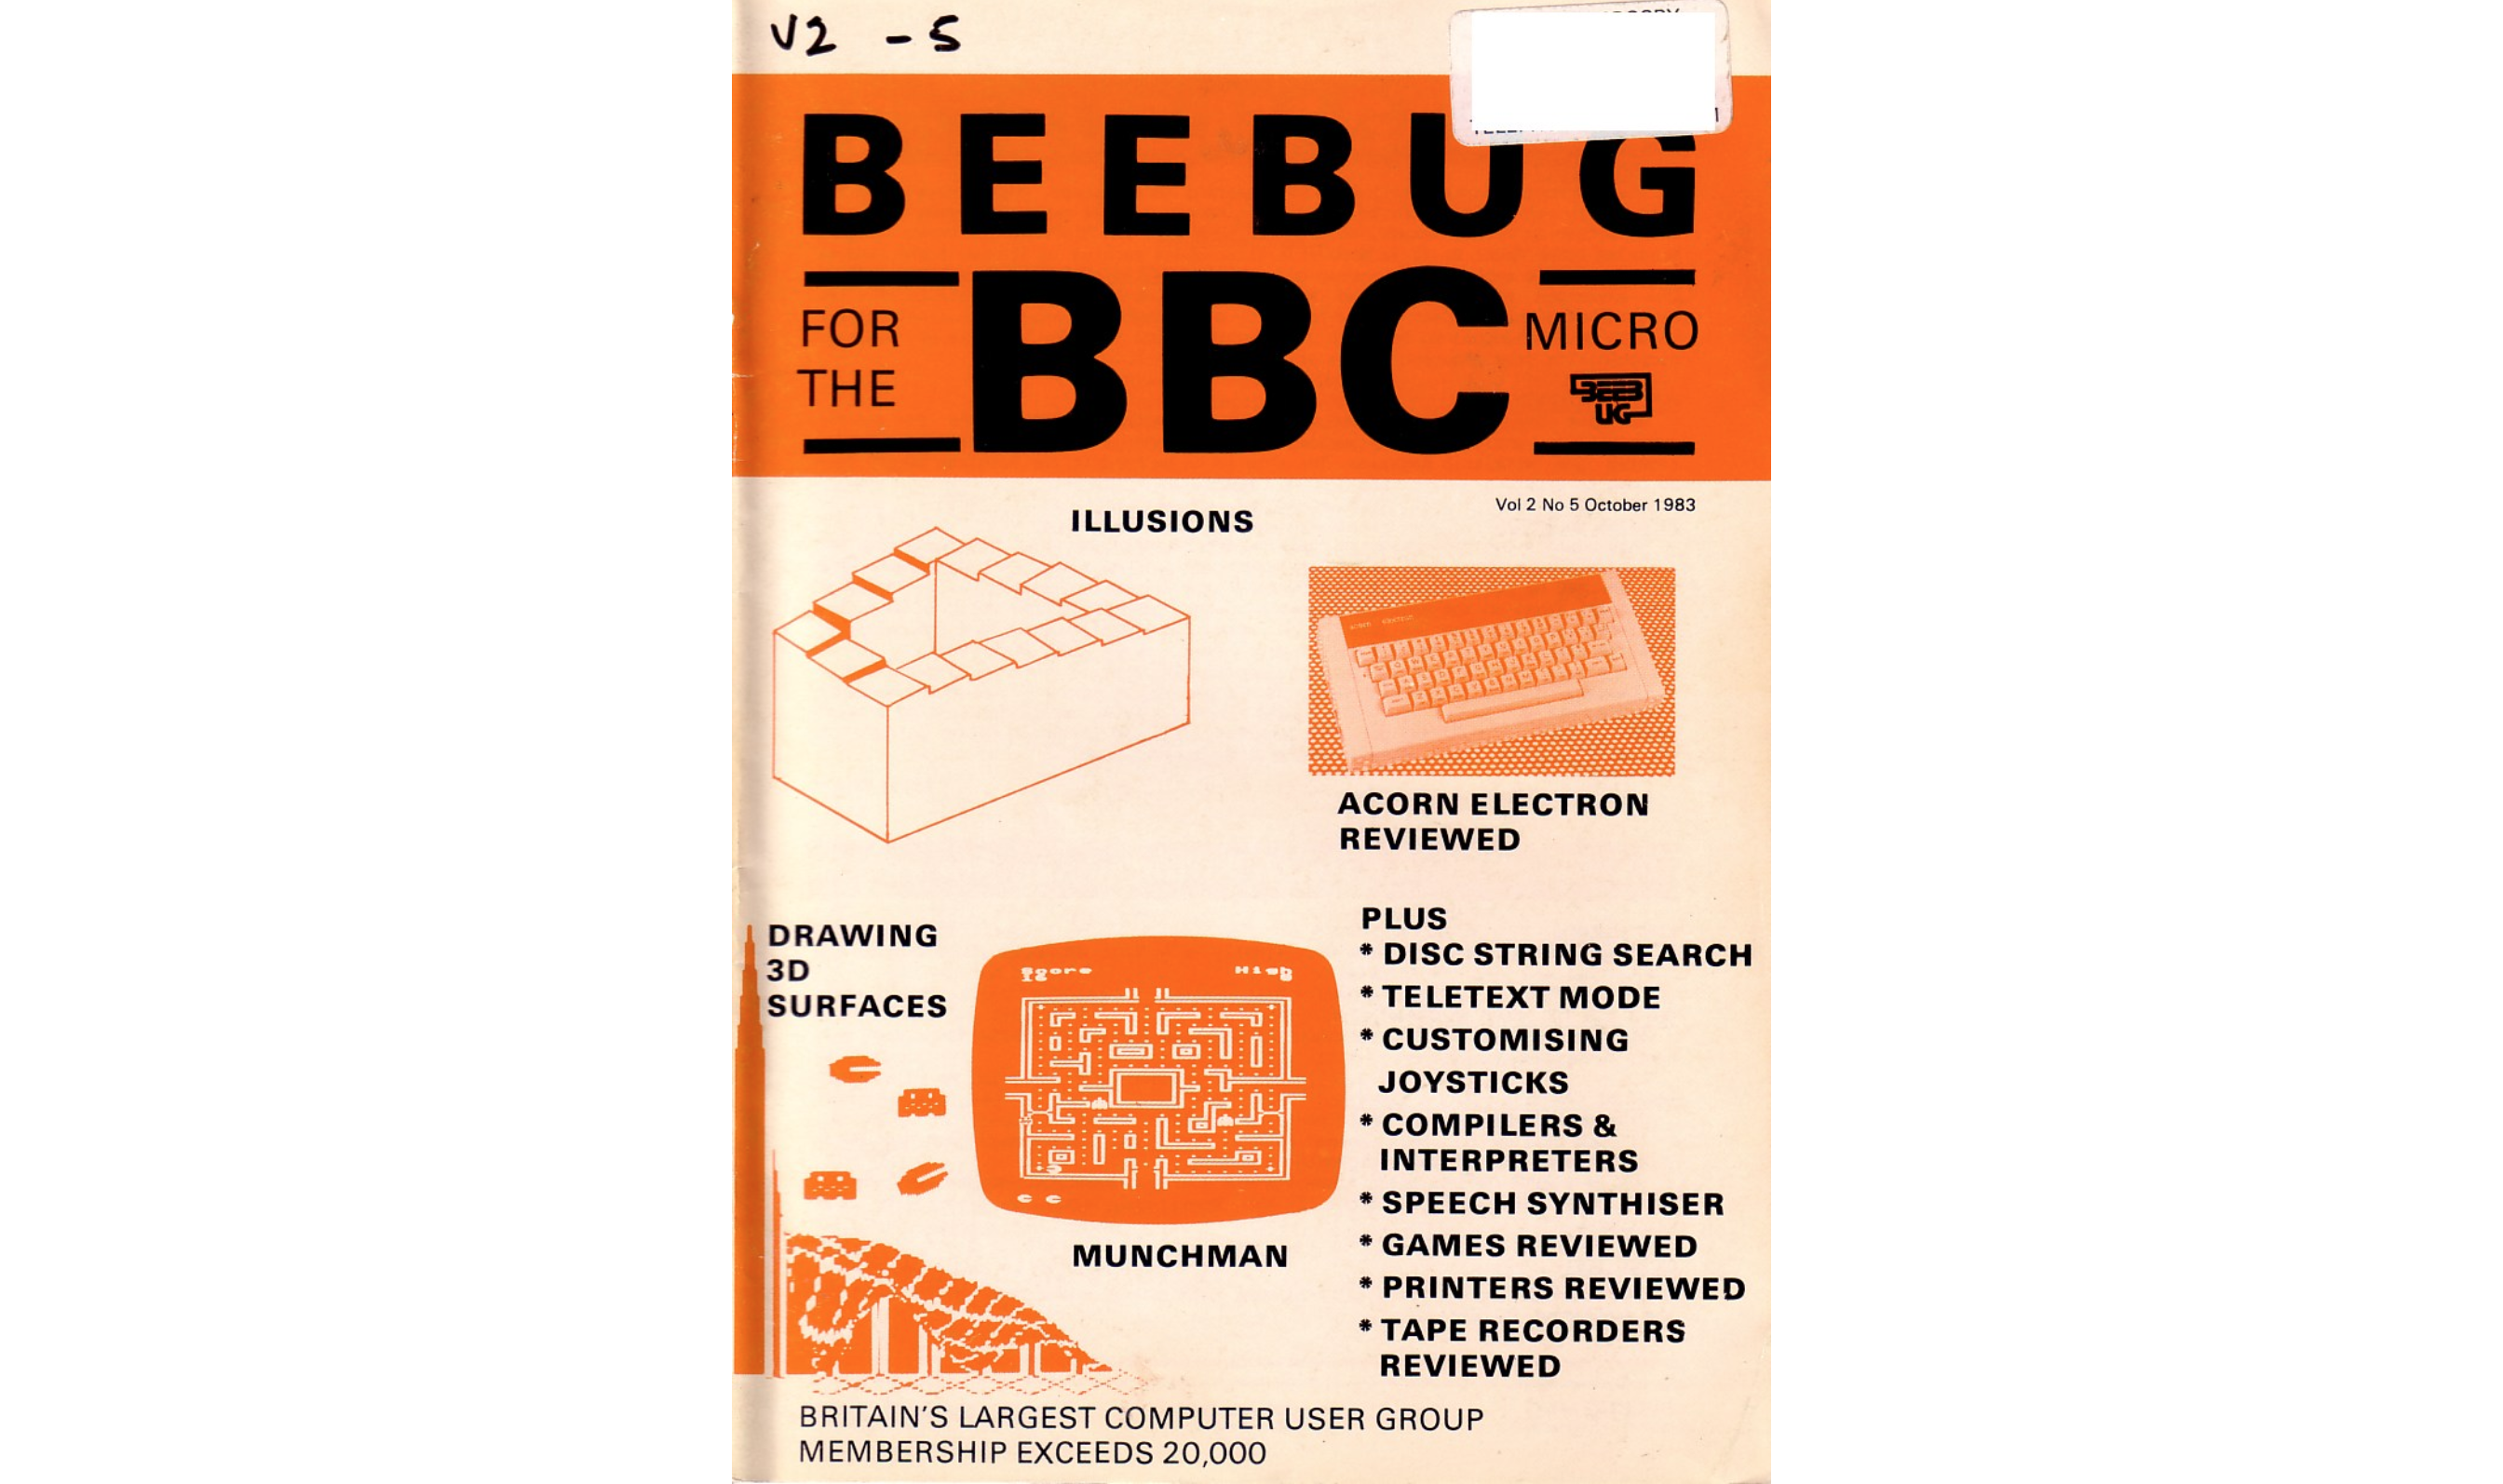 V2 - 5
BEEBUG
FOR
THE
BBC
MICRO
BEEB
UG
Vol 2 No 5 October 1983
ILLUSIONS
ACORN ELECTRON
REVIEWED
DRAWING
3D
SURFACES
Score
High
MUNCHMAN
PLUS
* DISC STRING SEARCH
* TELETEXT MODE
* CUSTOMISING
JOYSTICKS
* COMPILERS &
INTERPRETERS
* SPEECH SYNTHISER
* GAMES REVIEWED
* PRINTERS REVIEWED
* TAPE RECORDERS
REVIEWED
BRITAIN'S LARGEST COMPUTER USER GROUP
MEMBERSHIP EXCEEDS 20,000